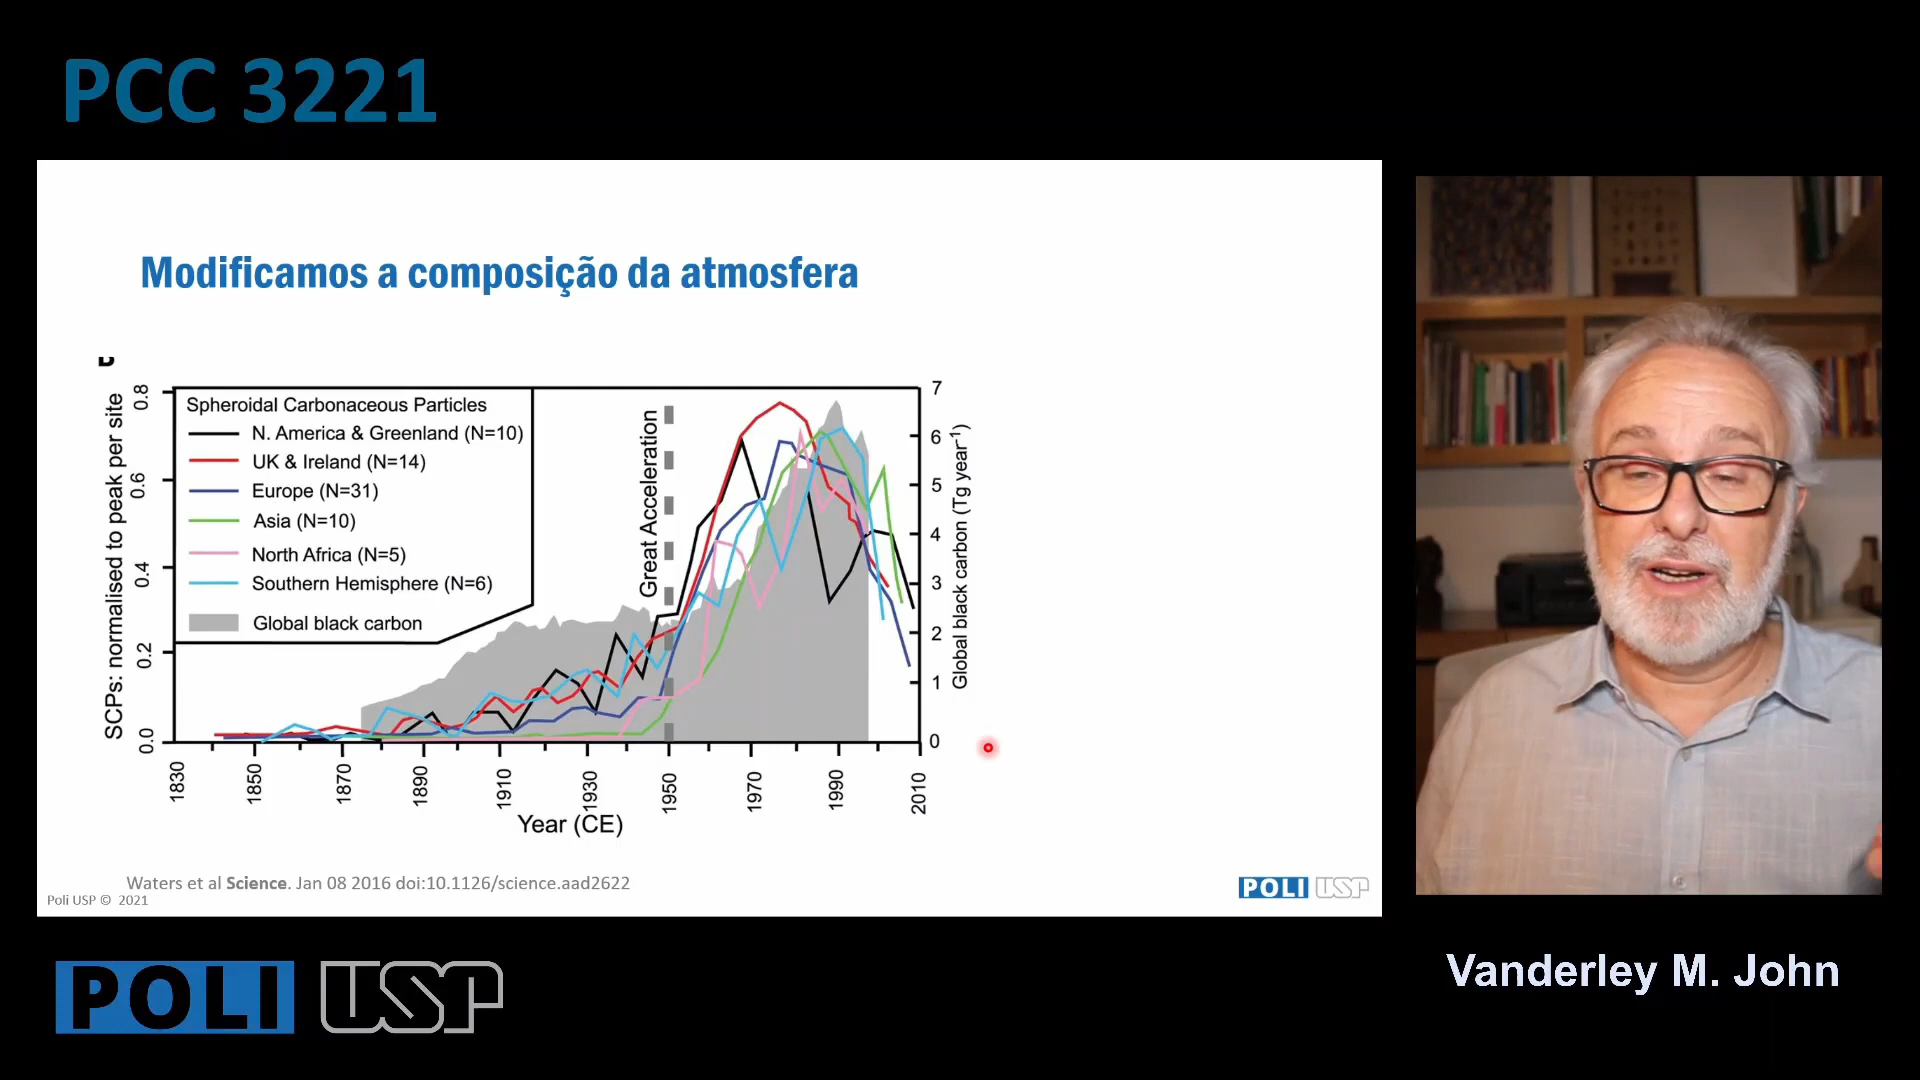 PCC 3221
Modificamos a composição da atmosfera
SCPs: normalised to peak per site
0.8
0.6
0.4
0.2
0.0
Spheroidal Carbonaceous Particles
N. America & Greenland (N=10)
UK & Ireland (N=14)
Europe (N=31)
Asia (N=10)
North Africa (N=5)
Southern Hemisphere (N=6)
Global black carbon
Great Acceleration
7
6
5
4
3
2
1
0
Global black carbon (Tg year-1)
1830
1850
1870
1890
1910
1930
1950
1970
1990
2010
Year (CE)
Waters et al Science. Jan 08 2016 doi:10.1126/science.aad2622
Poli USP © 2021
POLI USP
POLI USP
Vanderley M. John